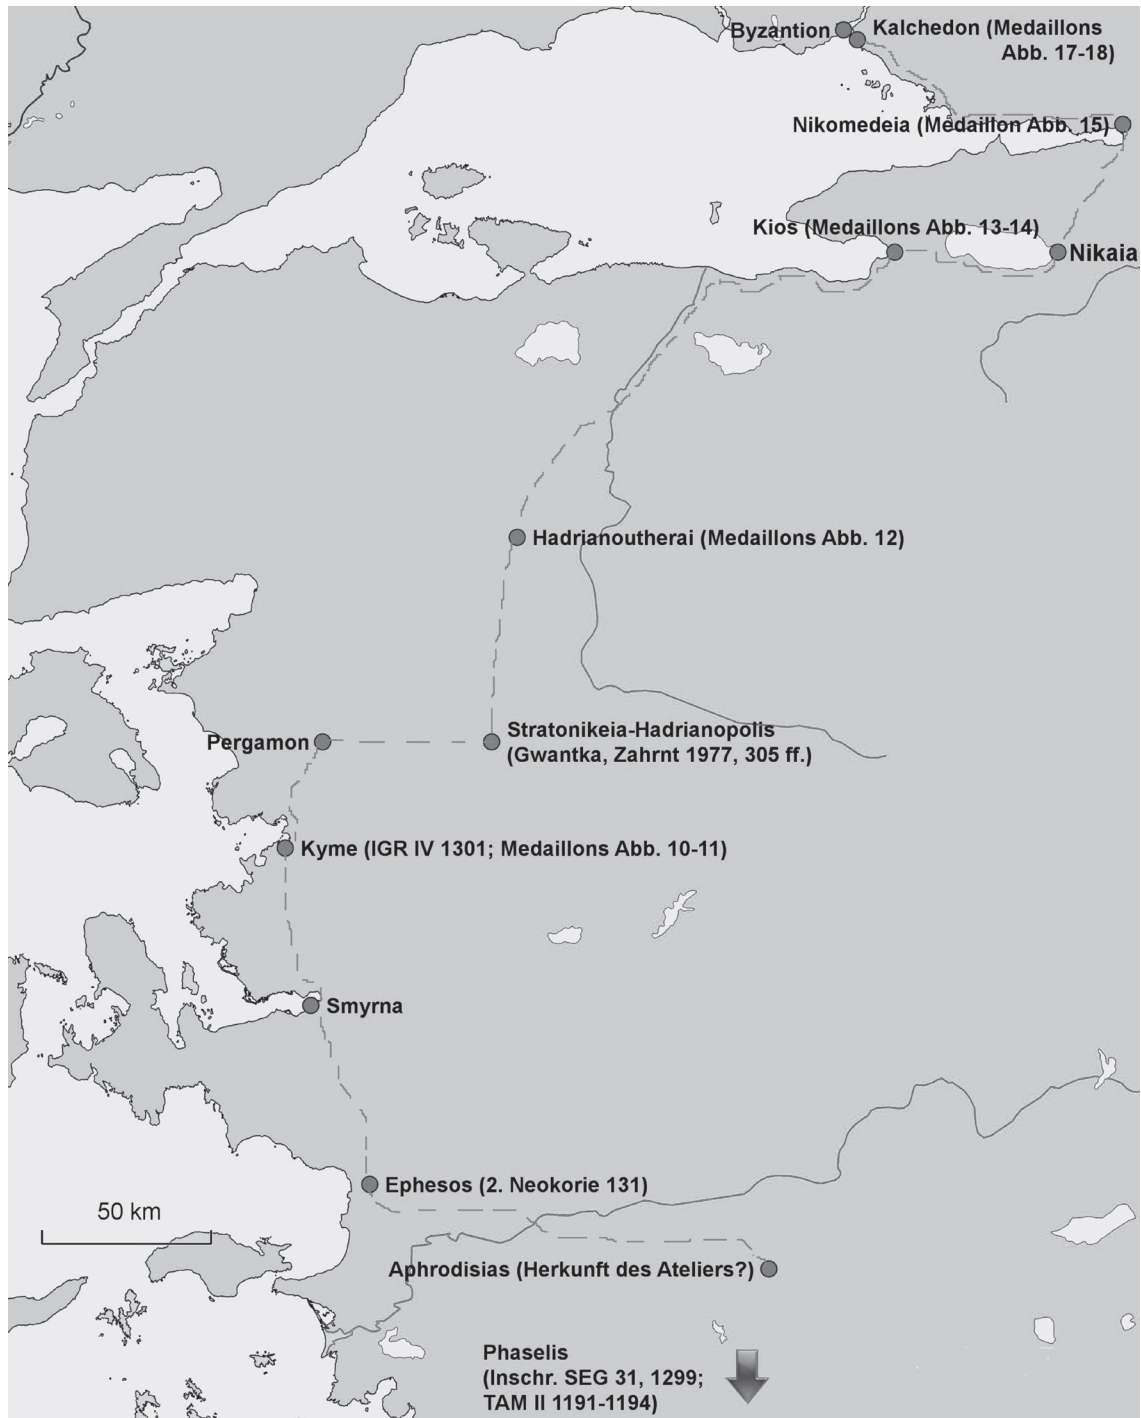 Byzantion
Kalchedon (Medaillons
Abb. 17-18)
Nikomedeia (Medaillon Abb. 15)
Kios (Medaillons Abb. 13-14)
Nikaia
Hadrianoutherai (Medaillons Abb. 12)
Pergamon
Stratonikeia-Hadrianopolis
(Gwantka, Zahrnt 1977, 305 ff.)
Kyme (IGR IV 1301; Medaillons Abb. 10-11)
Smyrna
Ephesos (2. Neokorie 131)
50 km
Aphrodisias (Herkunft des Ateliers?)
Phaselis
(Inschr. SEG 31, 1299;
TAM II 1191-1194)